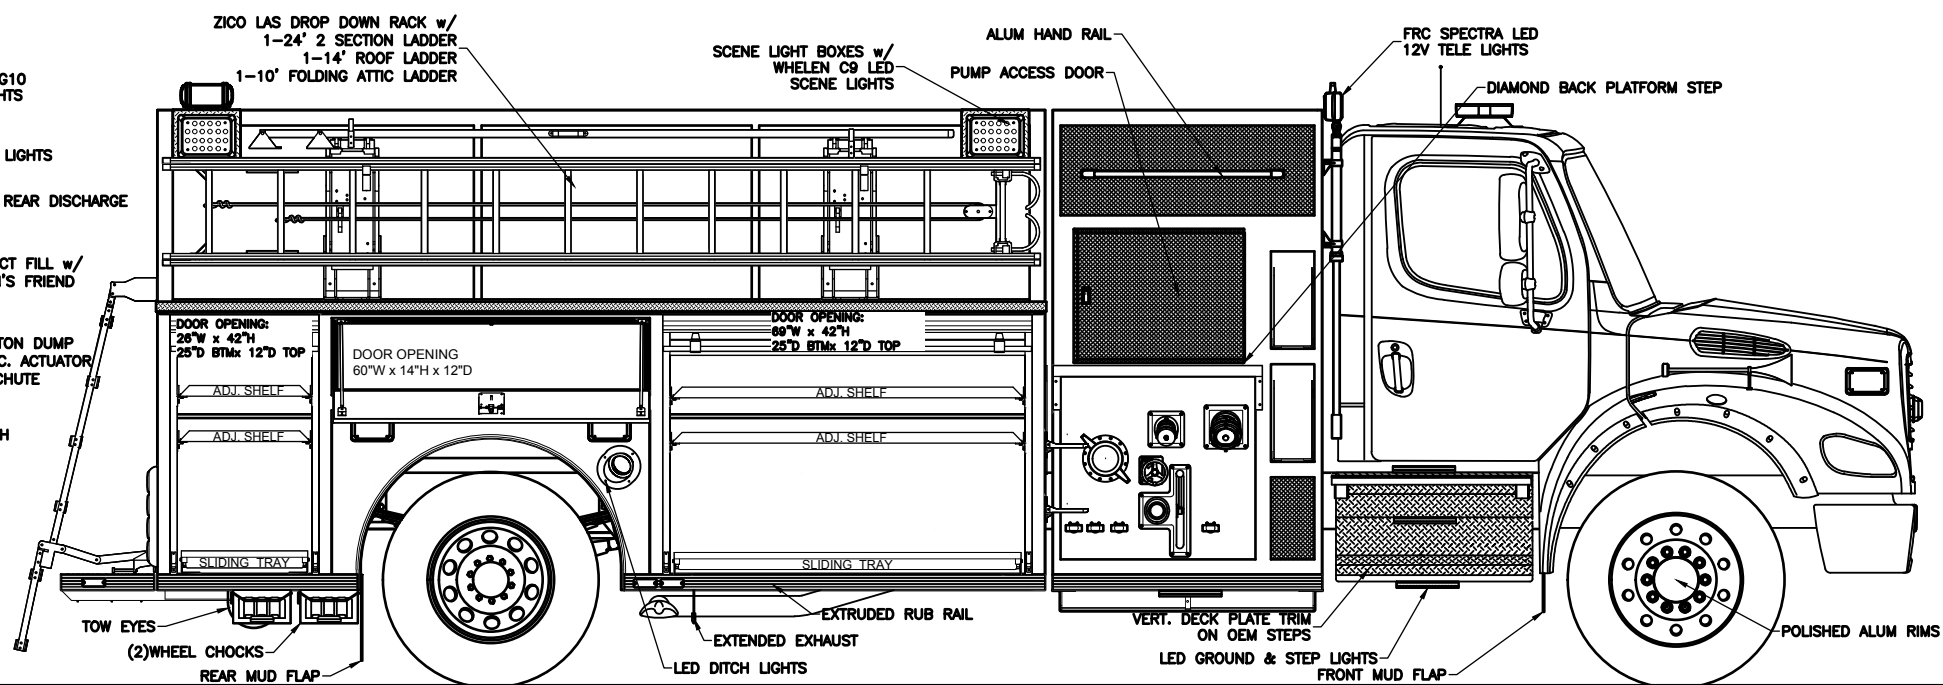 G10
HTS
LIGHTS
REAR DISCHARGE
CT FILL w/
N'S FRIEND
TON DUMP
C. ACTUATOR
CHUTE
H
ZICO LAS DROP DOWN RACK w/
1-24' 2 SECTION LADDER
1-14' ROOF LADDER
1-10' FOLDING ATTIC LADDER
SCENE LIGHT BOXES w/
WHELEN C9 LED
SCENE LIGHTS
ALUM HAND RAIL
PUMP ACCESS DOOR
FRC SPECTRA LED
12V TELE LIGHTS
DIAMOND BACK PLATFORM STEP
DOOR OPENING:
26"W x 42"H
25"D BTMx 12"D TOP
DOOR OPENING
60"W x 14"H x 12"D
DOOR OPENING:
69"W x 42"H
25"D BTMx 12"D TOP
ADJ. SHELF
ADJ. SHELF
ADJ. SHELF
ADJ. SHELF
SLIDING TRAY
SLIDING TRAY
TOW EYES
(2)WHEEL CHOCKS
REAR MUD FLAP
EXTRUDED RUB RAIL
EXTENDED EXHAUST
LED DITCH LIGHTS
VERT. DECK PLATE TRIM
ON OEM STEPS
LED GROUND & STEP LIGHTS
FRONT MUD FLAP
POLISHED ALUM RIMS